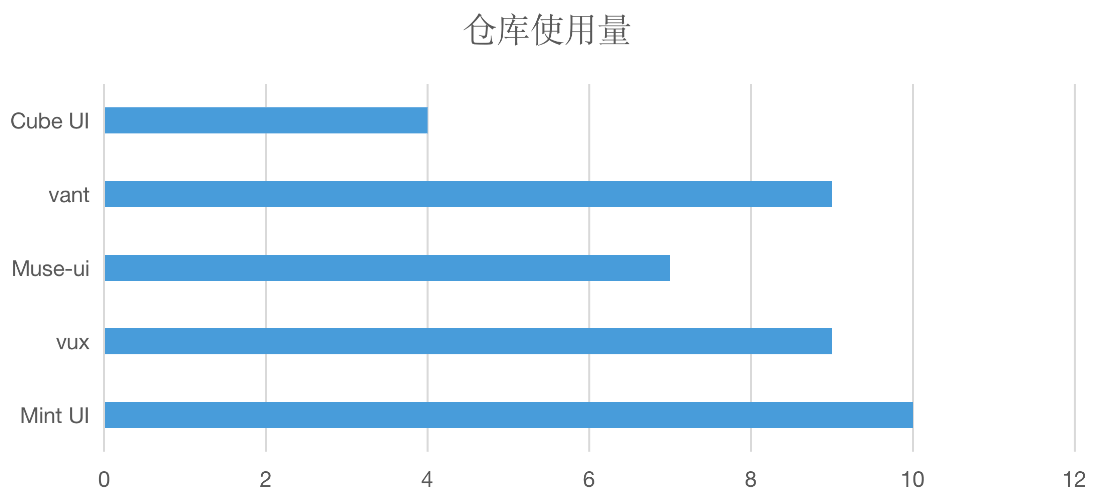 仓库使用量
Cube UI
vant
Muse-ui
vux
Mint UI
0 2 4 6 8 10 12